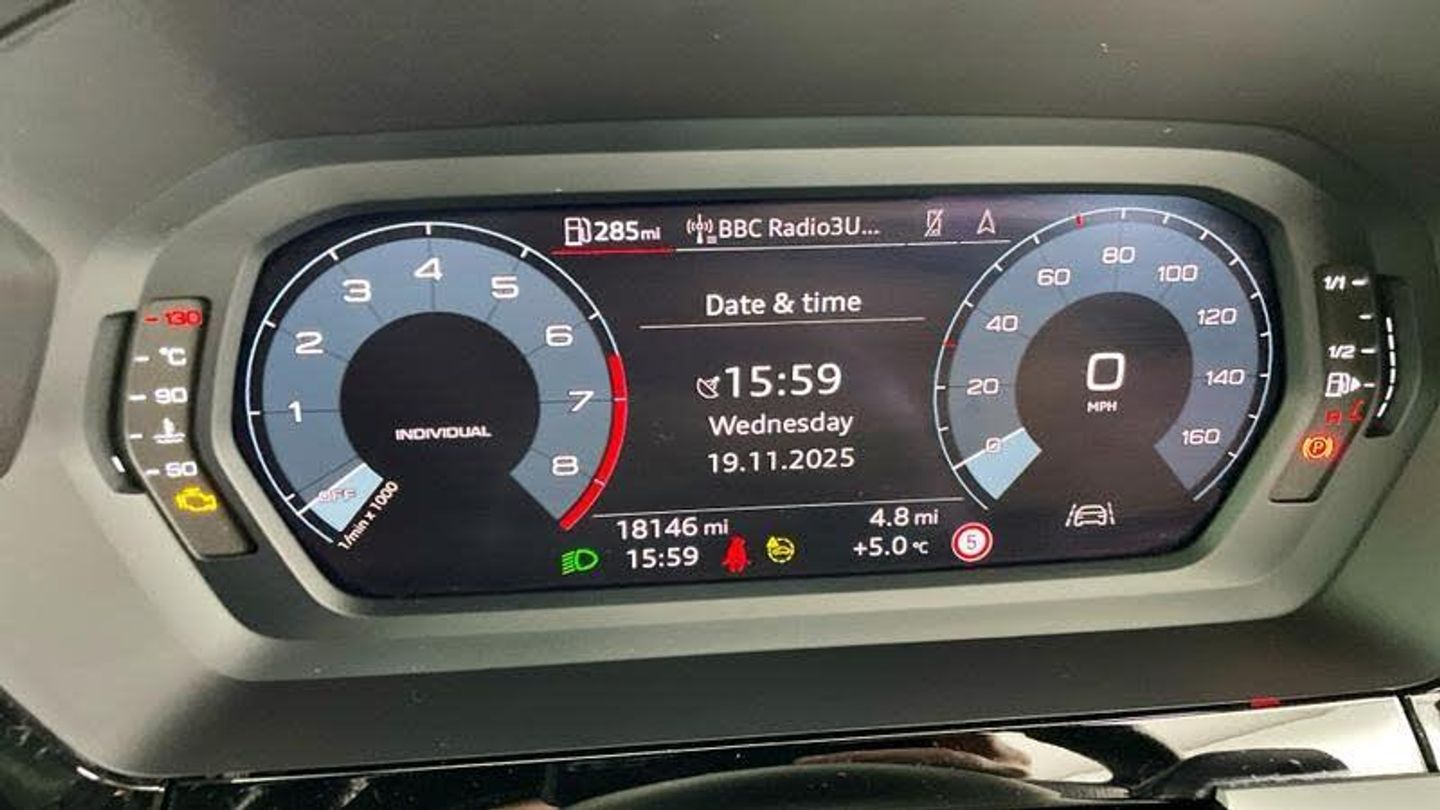 285mi
BBC Radio3U...
Date & time
15:59
Wednesday
19.11.2025
18146 mi
4.8 mi
15:59
+5.0 °C
5
1
2
3
4
5
6
7
8
OFF
1/min x 1000
INDIVIDUAL
0
20
40
60
80
100
120
140
160
0
MPH
130
°C
90
50
1/1
1/2
R
P